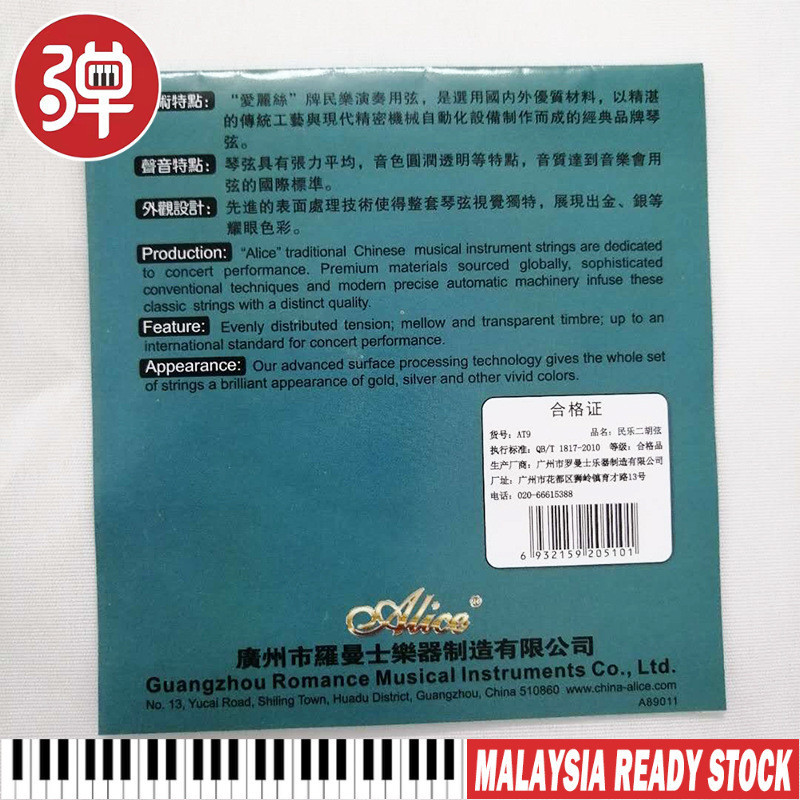 弹
術特點： “愛麗絲”牌民樂演奏用弦，是選用國内外優質材料，以精湛
的傳統工藝與現代精密機械自動化設備制作而成的經典品牌琴
弦。
聲音特點： 琴弦具有張力平均，音色圓潤透明等特點，音質達到音樂會用
弦的國際標準。
外觀設計： 先進的表面處理技術使得整套琴弦視覺獨特，展現出金、銀等
耀眼色彩。
Production: “Alice” traditional Chinese musical instrument strings are dedicated
to concert performance. Premium materials sourced globally, sophisticated
conventional techniques and modern precise automatic machinery infuse these
classic strings with a distinct quality.
Feature: Evenly distributed tension; mellow and transparent timbre; up to an
international standard for concert performance.
Appearance: Our advanced surface processing technology gives the whole set
of strings a brilliant appearance of gold, silver and other vivid colors.
合格证
货号：AT9 品名：民乐二胡弦
执行标准：QB/T 1817-2010 等级：合格品
生产厂商：广州市罗曼士乐器制造有限公司
厂址：广州市花都区狮岭镇育才路13号
电话：020-66615388
6 932159 205101
Alice®
廣州市羅曼士樂器制造有限公司
Guangzhou Romance Musical Instruments Co., Ltd.
No. 13, Yucai Road, Shiling Town, Huadu District, Guangzhou, China 510860 www.china-alice.com
A89011
MALAYSIA READY STOCK